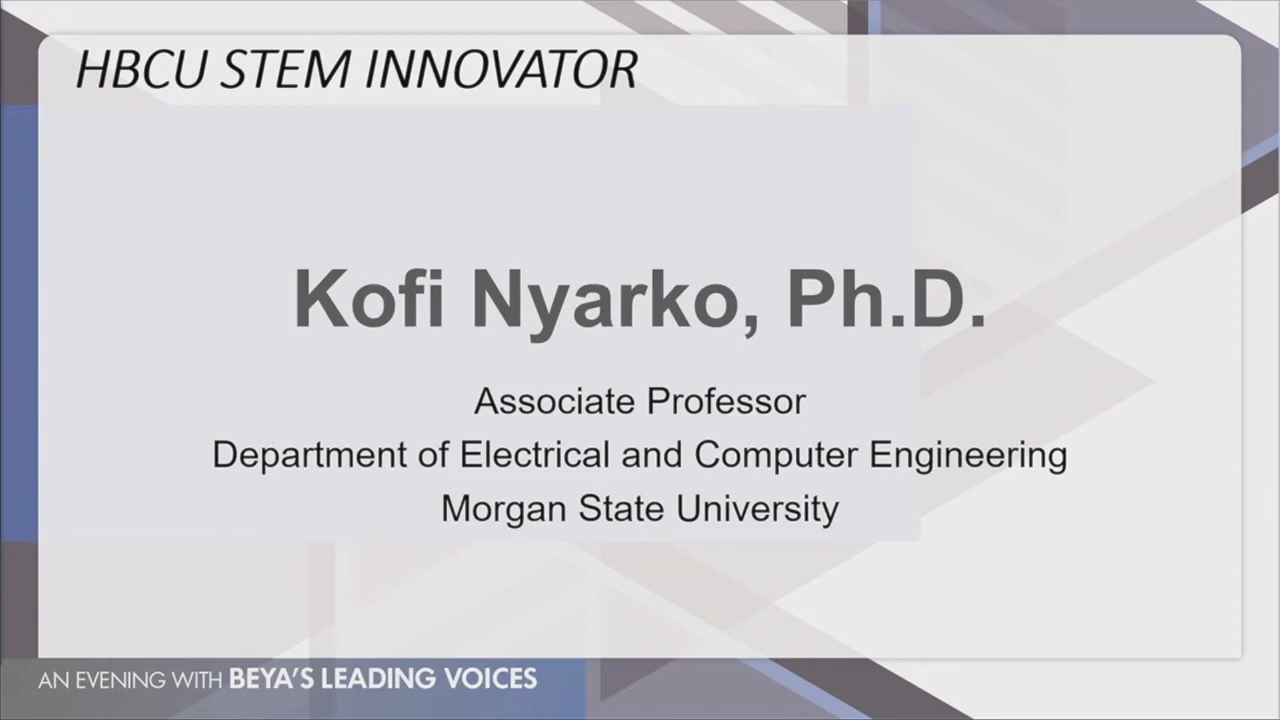 HBCU STEM INNOVATOR
Kofi Nyarko, Ph.D.
Associate Professor
Department of Electrical and Computer Engineering
Morgan State University
AN EVENING WITH BEYA'S LEADING VOICES